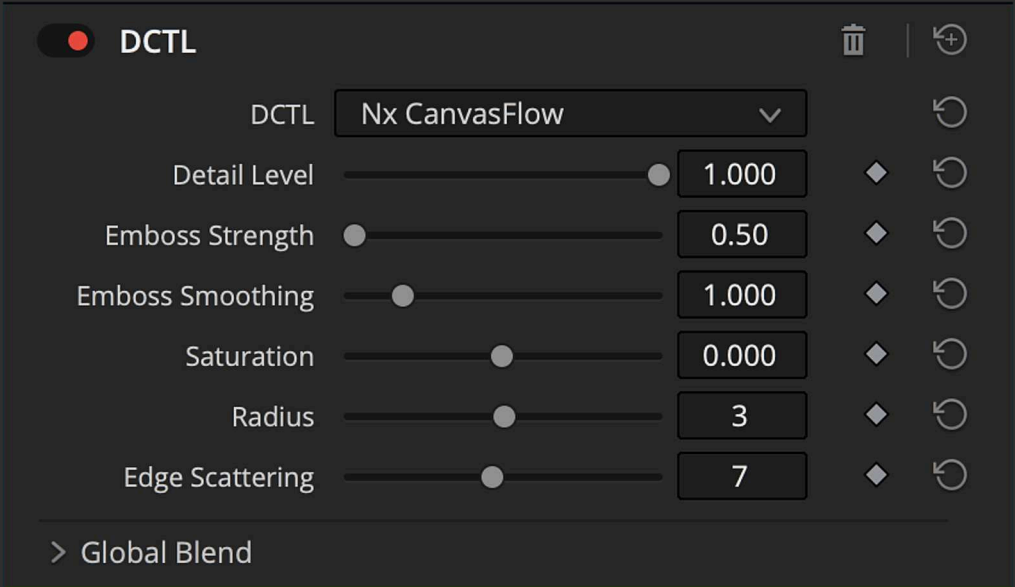 DCTL
DCTL Nx CanvasFlow
Detail Level 1.000
Emboss Strength 0.50
Emboss Smoothing 1.000
Saturation 0.000
Radius 3
Edge Scattering 7
Global Blend